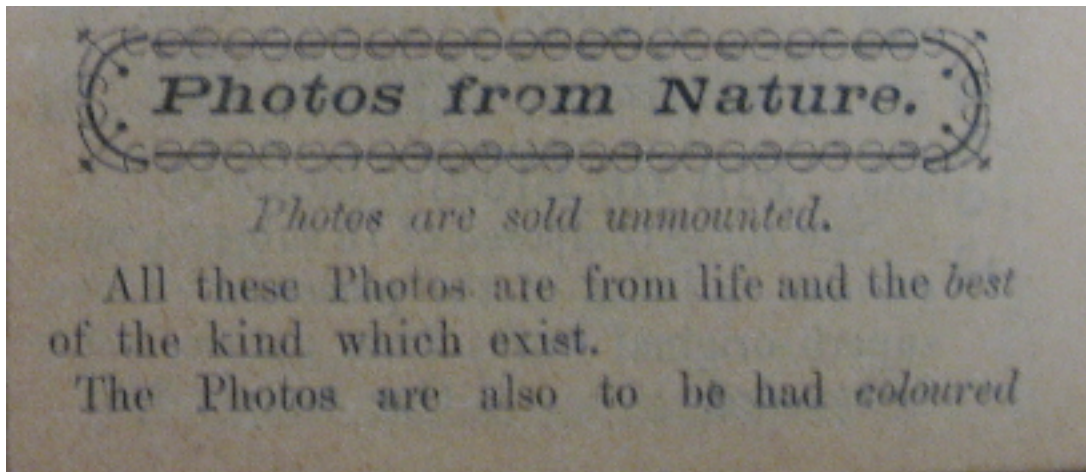 Photos from Nature.
Photos are sold unmounted.
All these Photos are from life and the best
of the kind which exist.
The Photos are also to be had coloured